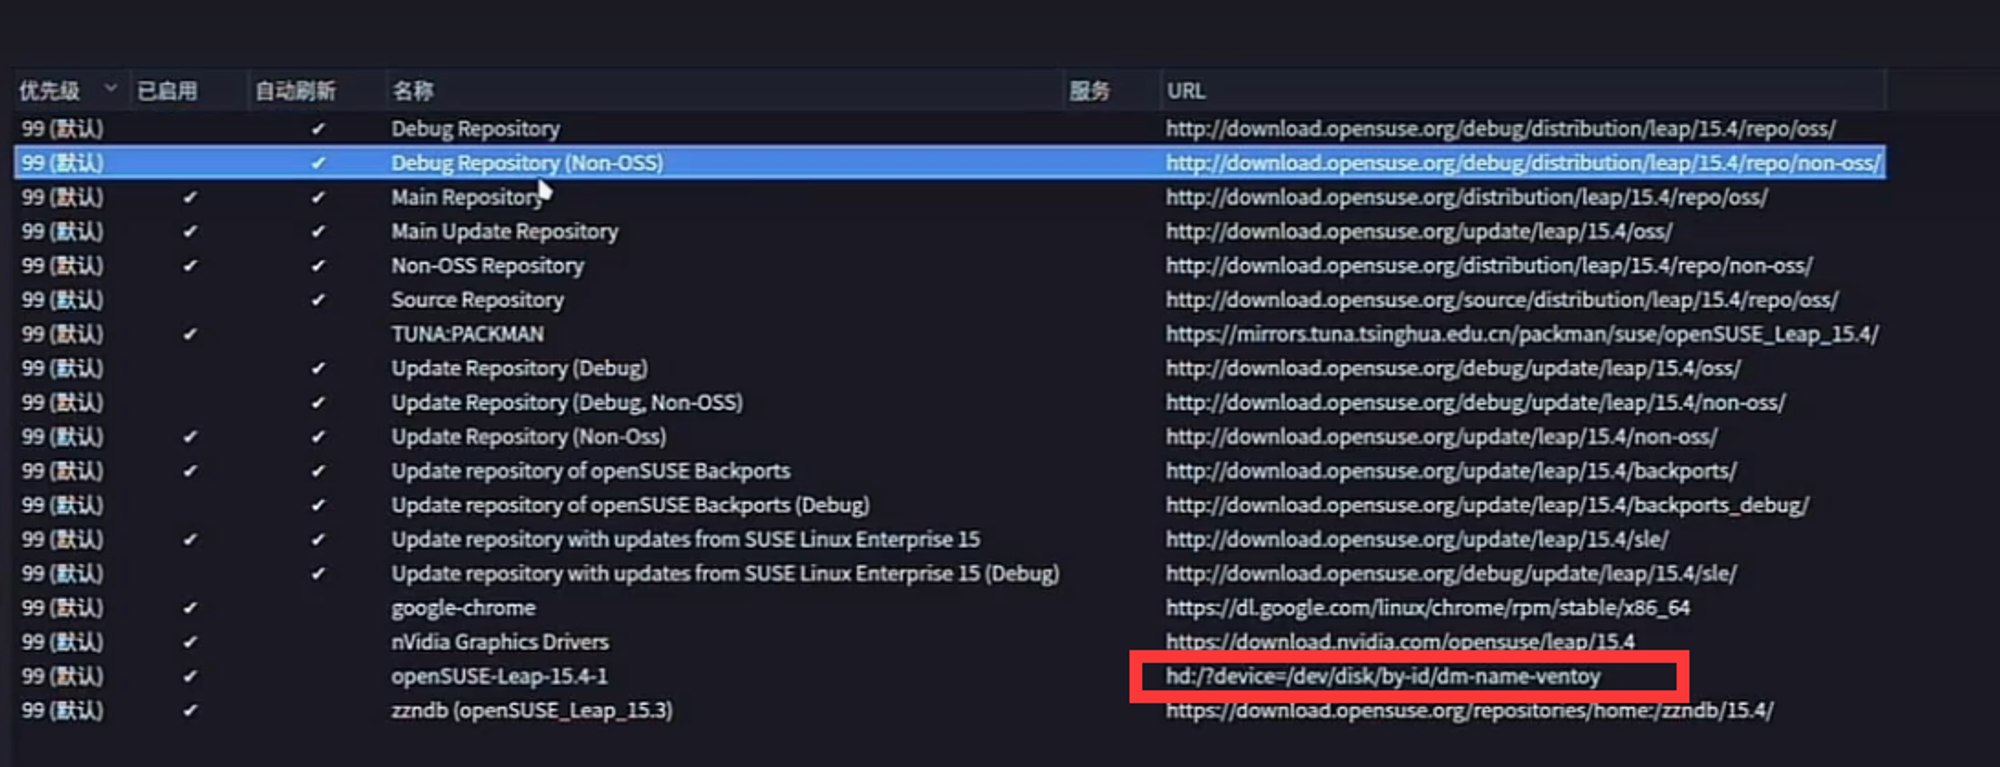 优先级 已启用 自动刷新 名称 服务 URL
99 (默认) ✔ Debug Repository http://download.opensuse.org/debug/distribution/leap/15.4/repo/oss/
99 (默认) ✔ Debug Repository (Non-OSS) http://download.opensuse.org/debug/distribution/leap/15.4/repo/non-oss/
99 (默认) ✔ ✔ Main Repository http://download.opensuse.org/distribution/leap/15.4/repo/oss/
99 (默认) ✔ ✔ Main Update Repository http://download.opensuse.org/update/leap/15.4/oss/
99 (默认) ✔ ✔ Non-OSS Repository http://download.opensuse.org/distribution/leap/15.4/repo/non-oss/
99 (默认) ✔ Source Repository http://download.opensuse.org/source/distribution/leap/15.4/repo/oss/
99 (默认) ✔ TUNA:PACKMAN https://mirrors.tuna.tsinghua.edu.cn/packman/suse/openSUSE_Leap_15.4/
99 (默认) ✔ Update Repository (Debug) http://download.opensuse.org/debug/update/leap/15.4/oss/
99 (默认) ✔ Update Repository (Debug, Non-OSS) http://download.opensuse.org/debug/update/leap/15.4/non-oss/
99 (默认) ✔ ✔ Update Repository (Non-Oss) http://download.opensuse.org/update/leap/15.4/non-oss/
99 (默认) ✔ ✔ Update repository of openSUSE Backports http://download.opensuse.org/update/leap/15.4/backports/
99 (默认) ✔ Update repository of openSUSE Backports (Debug) http://download.opensuse.org/update/leap/15.4/backports_debug/
99 (默认) ✔ ✔ Update repository with updates from SUSE Linux Enterprise 15 http://download.opensuse.org/update/leap/15.4/sle/
99 (默认) ✔ Update repository with updates from SUSE Linux Enterprise 15 (Debug) http://download.opensuse.org/debug/update/leap/15.4/sle/
99 (默认) ✔ google-chrome https://dl.google.com/linux/chrome/rpm/stable/x86_64
99 (默认) ✔ nVidia Graphics Drivers https://download.nvidia.com/opensuse/leap/15.4
99 (默认) ✔ openSUSE-Leap-15.4-1 hd:/?device=/dev/disk/by-id/dm-name-ventoy
99 (默认) ✔ zzndb (openSUSE_Leap_15.3) https://download.opensuse.org/repositories/home:/zzndb/15.4/